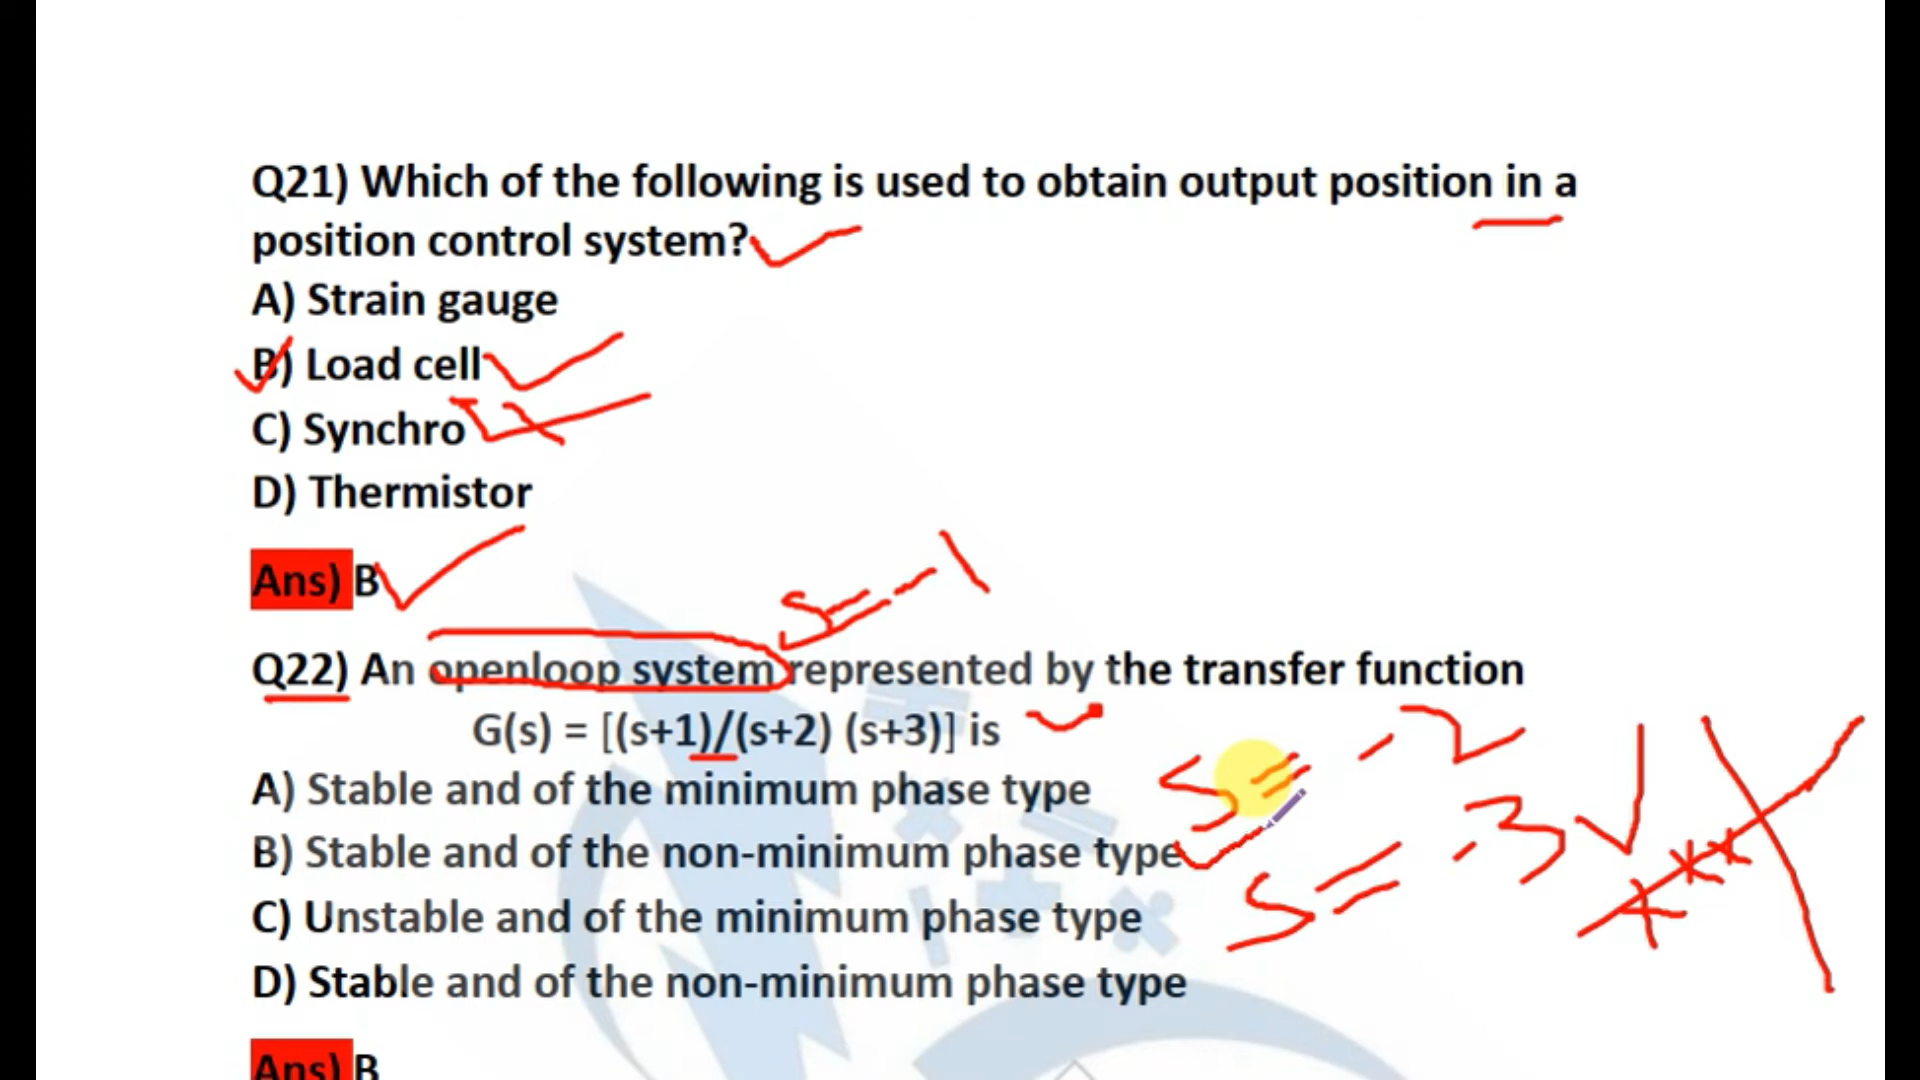 Q21) Which of the following is used to obtain output position in a
position control system?
A) Strain gauge
B) Load cell
C) Synchro
D) Thermistor
Ans) B
S = -1
Q22) An openloop system represented by the transfer function
G(s) = [(s+1)/(s+2) (s+3)] is
S = -2
A) Stable and of the minimum phase type
B) Stable and of the non-minimum phase type
S = -3
C) Unstable and of the minimum phase type
D) Stable and of the non-minimum phase type
Ans) B